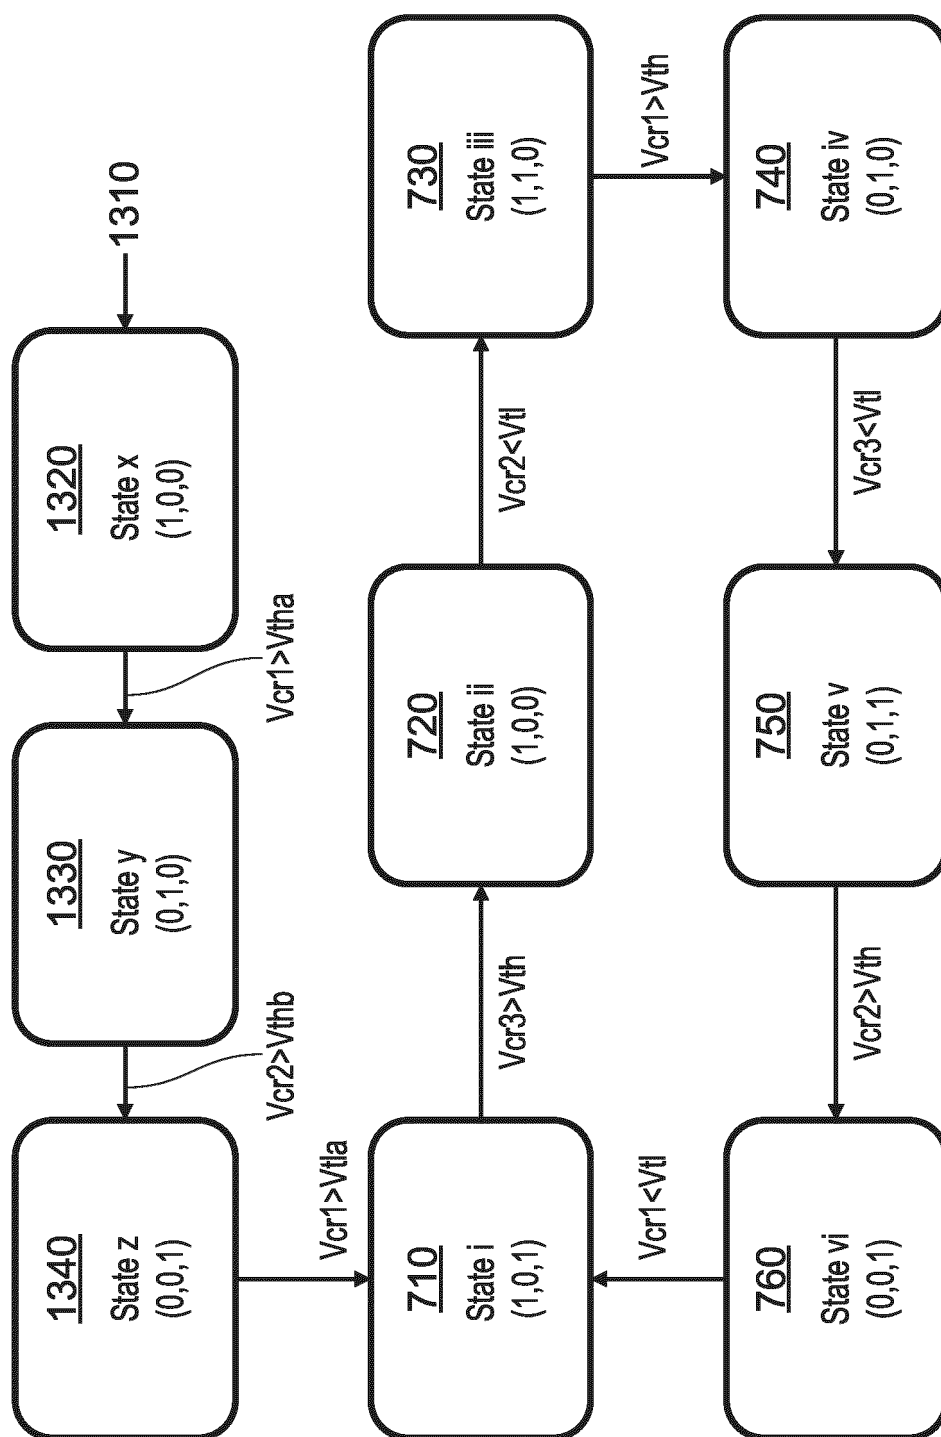 1310
1320
State x
(1,0,0)
Vcr1>Vtha
1330
State y
(0,1,0)
Vcr2>Vthb
1340
State z
(0,0,1)
Vcr1>Vtla
710
State i
(1,0,1)
Vcr3>Vth
720
State ii
(1,0,0)
Vcr2<Vtl
730
State iii
(1,1,0)
Vcr1>Vth
740
State iv
(0,1,0)
Vcr3<Vtl
750
State v
(0,1,1)
Vcr2>Vth
760
State vi
(0,0,1)
Vcr1<Vtl